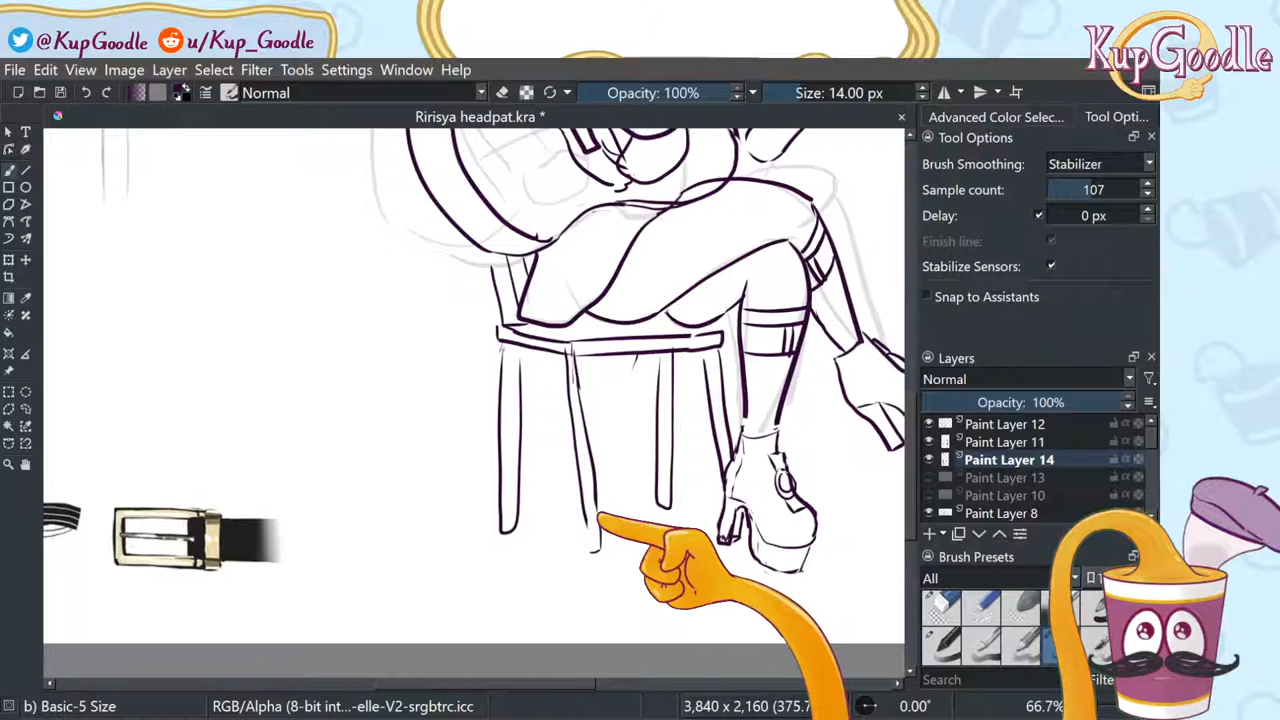 @KupGoodle u/Kup_Goodle
KupGoodle
File Edit View Image Layer Select Filter Tools Settings Window Help
Normal Opacity: 100% Size: 14.00 px
Ririsya headpat.kra *
Advanced Color Selec... Tool Opti...
Tool Options
Brush Smoothing: Stabilizer
Sample count: 107
Delay: 0 px
Finish line:
Stabilize Sensors:
Snap to Assistants
Layers
Normal
Opacity: 100%
Paint Layer 12
Paint Layer 11
Paint Layer 14
Paint Layer 13
Paint Layer 10
Paint Layer 8
Brush Presets
All
Search
b) Basic-5 Size RGB/Alpha (8-bit int...-elle-V2-srgbtrc.icc 3,840 x 2,160 (375.7 0.00° 66.7%